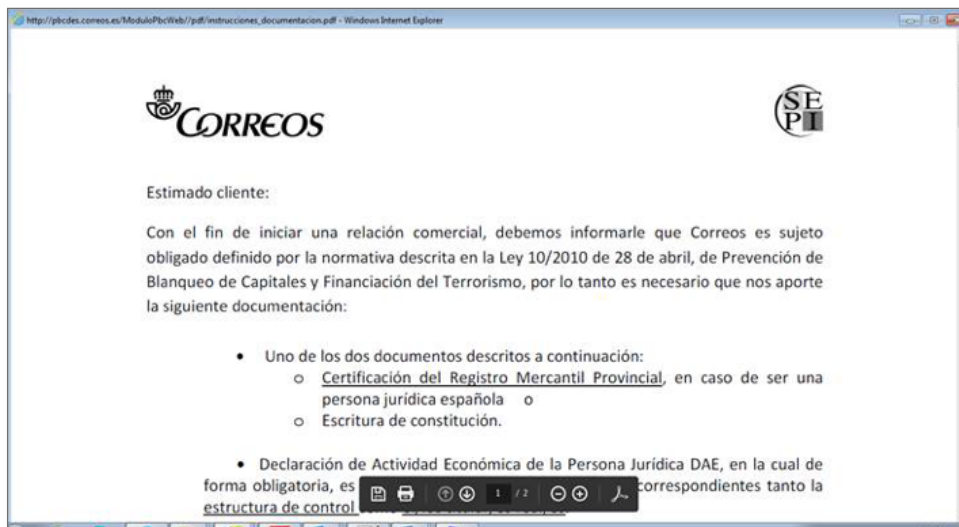 http://pbcdes.correos.es/ModuloPbcWeb//pdf/instrucciones_documentacion.pdf - Windows Internet Explorer
CORREOS
SE
PI
Estimado cliente:
Con el fin de iniciar una relación comercial, debemos informarle que Correos es sujeto
obligado definido por la normativa descrita en la Ley 10/2010 de 28 de abril, de Prevención de
Blanqueo de Capitales y Financiación del Terrorismo, por lo tanto es necesario que nos aporte
la siguiente documentación:
• Uno de los dos documentos descritos a continuación:
o Certificación del Registro Mercantil Provincial, en caso de ser una
persona jurídica española o
o Escritura de constitución.
• Declaración de Actividad Económica de la Persona Jurídica DAE, en la cual de
forma obligatoria, es correspondientes tanto la
1 / 2
estructura de control